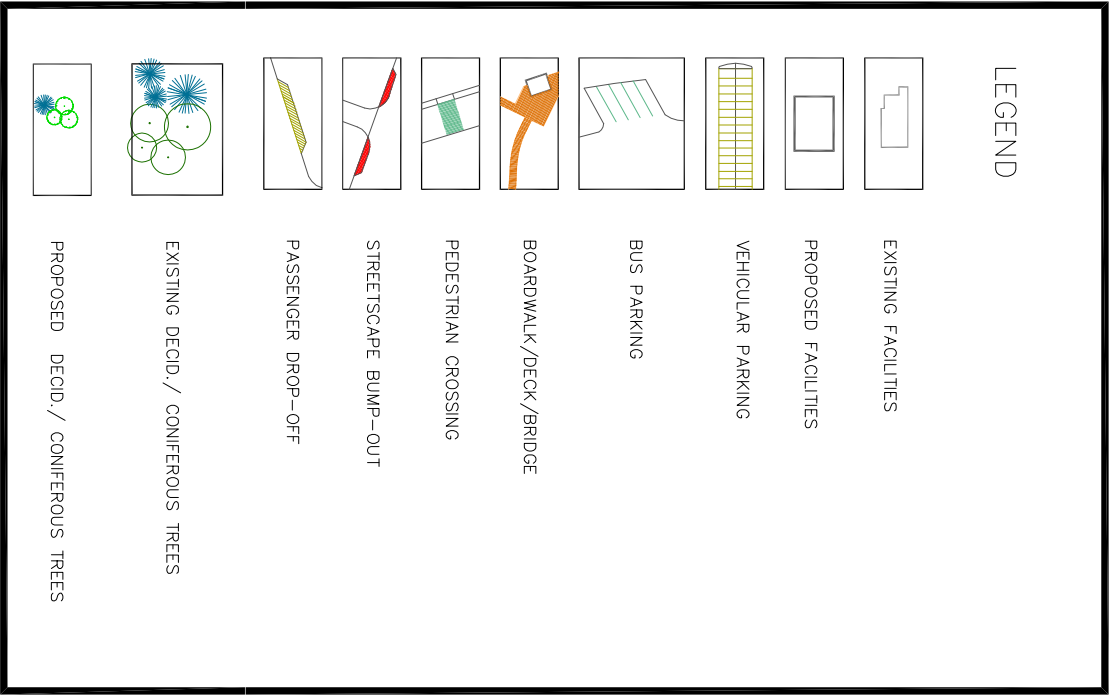 LEGEND
EXISTING FACILITIES
PROPOSED FACILITIES
VEHICULAR PARKING
BUS PARKING
BOARDWALK/DECK/BRIDGE
PEDESTRIAN CROSSING
STREETSCAPE BUMP-OUT
PASSENGER DROP-OFF
EXISTING DECID./ CONIFEROUS TREES
PROPOSED DECID./ CONIFEROUS TREES